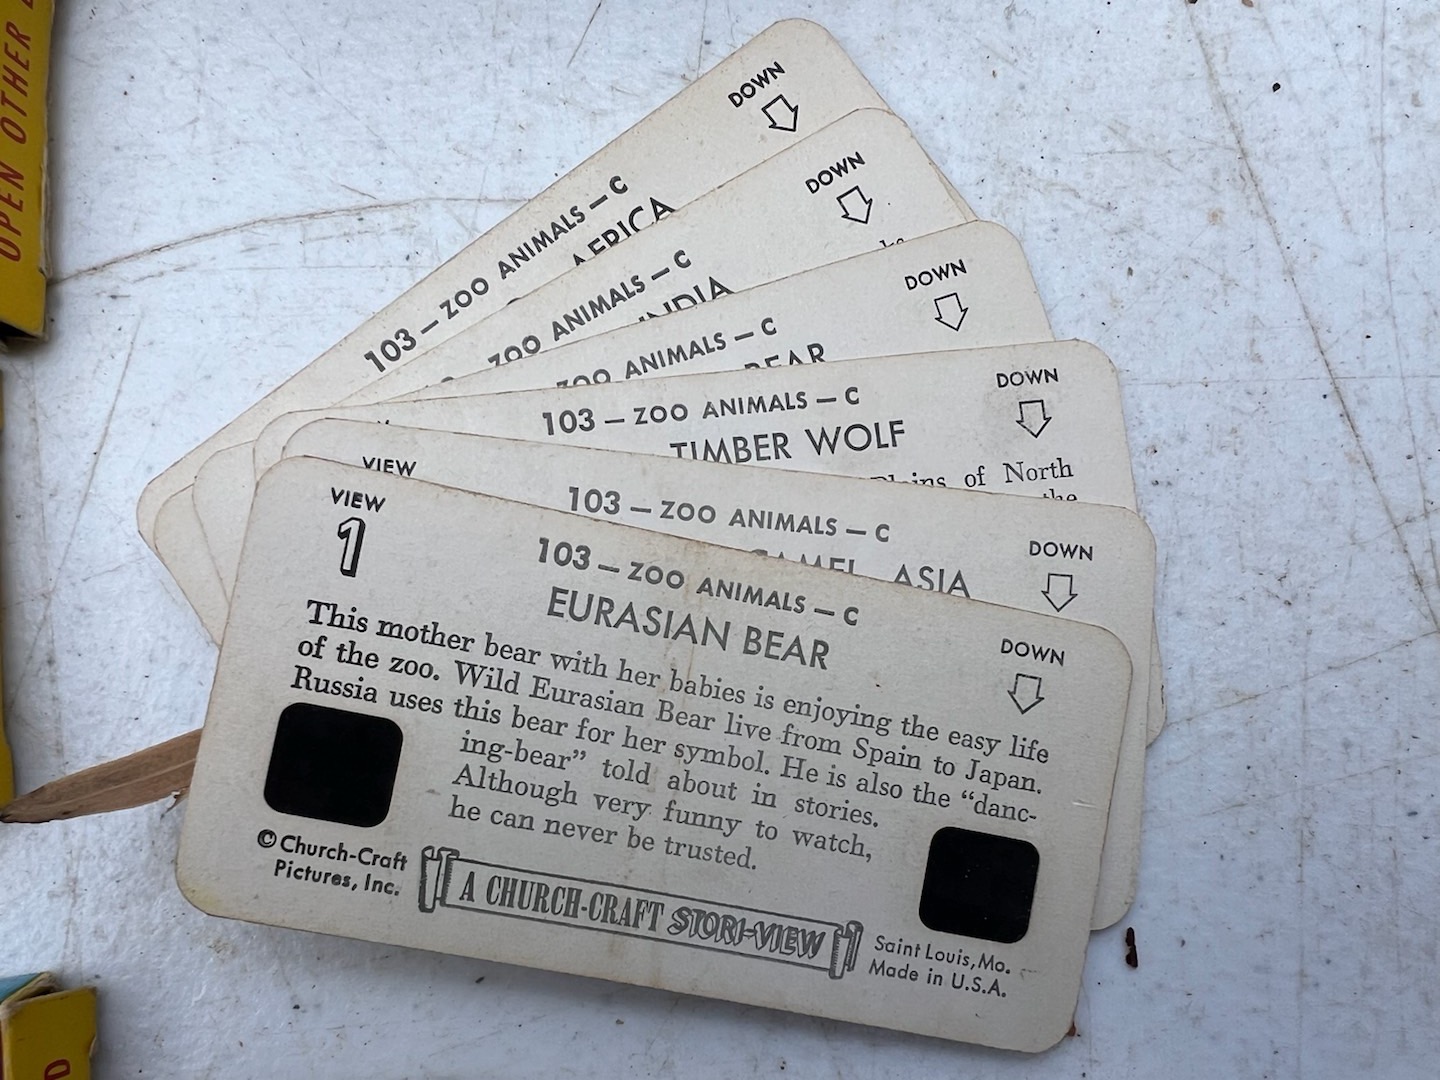 OPEN OTHER
DOWN
103 — ZOO ANIMALS — C
AFRICA
DOWN
ZOO ANIMALS — C
INDIA
DOWN
ZOO ANIMALS — C
BEAR
DOWN
103 — ZOO ANIMALS — C
TIMBER WOLF
Plains of North
the
VIEW
DOWN
103 — ZOO ANIMALS — C
CAMEL, ASIA
VIEW
1
DOWN
103 — ZOO ANIMALS — C
EURASIAN BEAR
This mother bear with her babies is enjoying the easy life
of the zoo. Wild Eurasian Bear live from Spain to Japan.
Russia uses this bear for her symbol. He is also the “danc-
ing-bear” told about in stories.
Although very funny to watch,
he can never be trusted.
© Church-Craft
Pictures, Inc.
A CHURCH-CRAFT STORI-VIEW
Saint Louis, Mo.
Made in U.S.A.